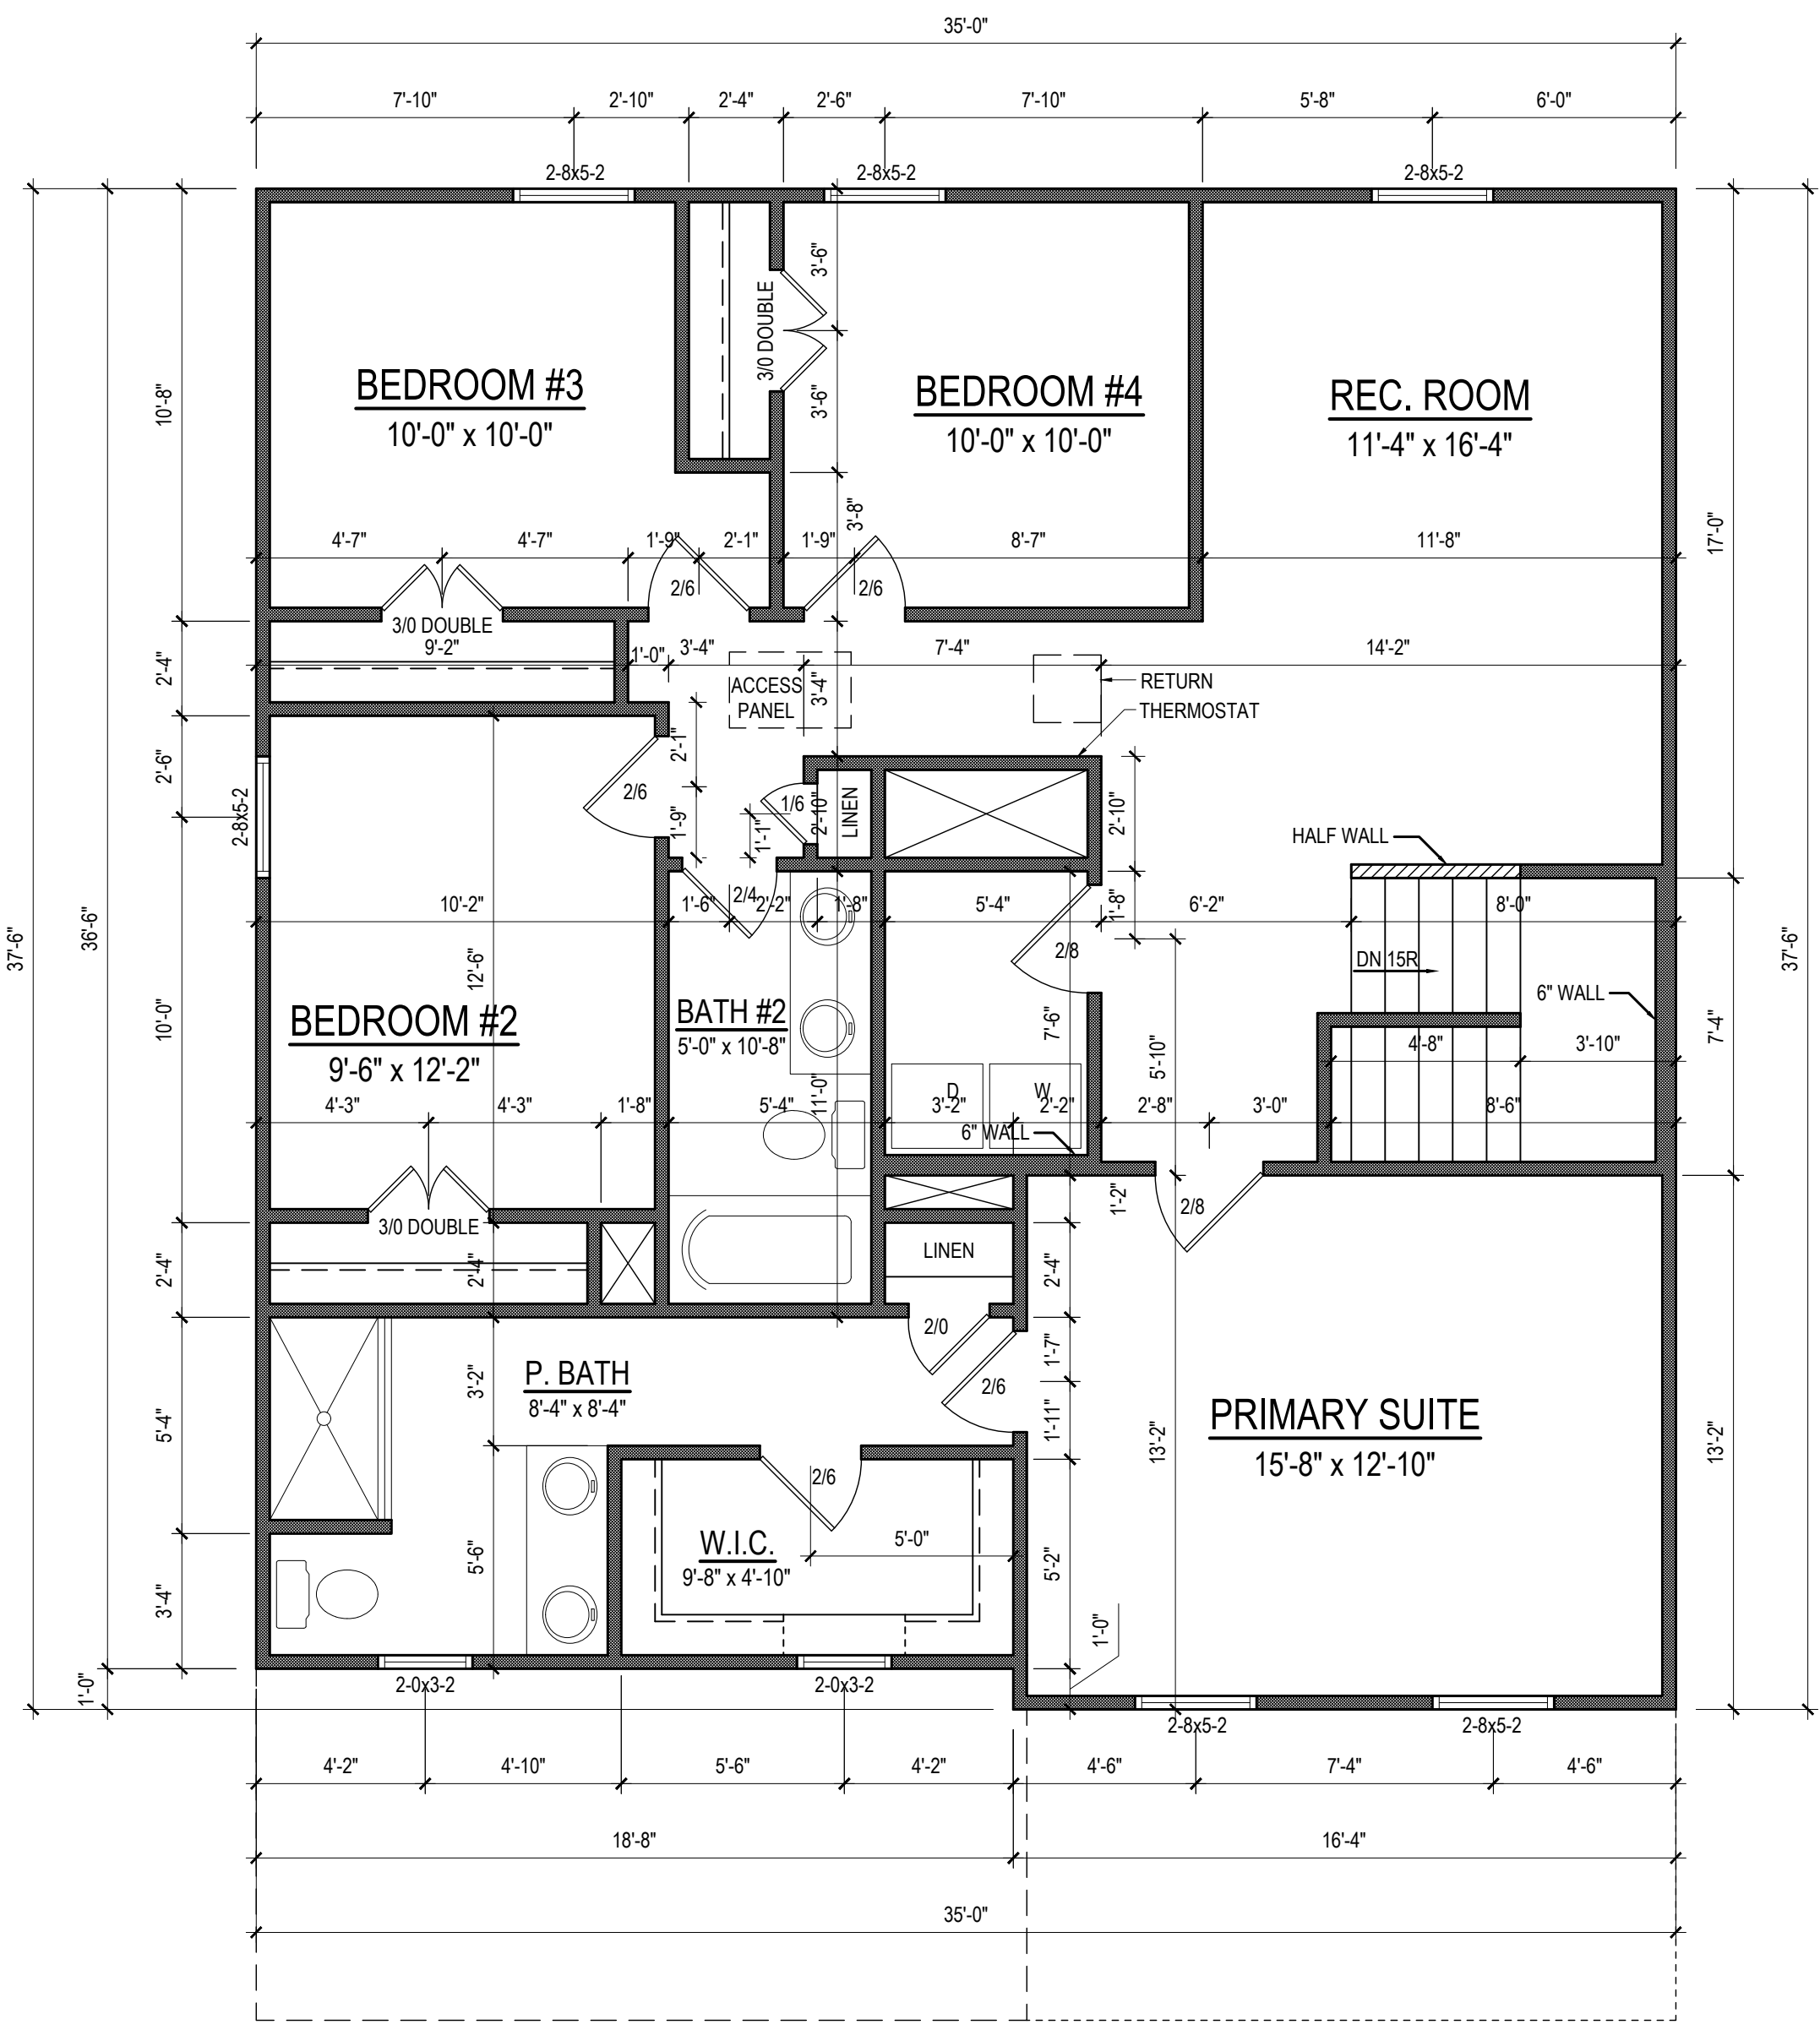 35'-0"
7'-10"
2'-10"
2'-4"
2'-6"
7'-10"
5'-8"
6'-0"
2-8x5-2
2-8x5-2
2-8x5-2
3'-6"
3/0 DOUBLE
3'-6"
BEDROOM #3
10'-0" x 10'-0"
BEDROOM #4
10'-0" x 10'-0"
REC. ROOM
11'-4" x 16'-4"
10'-8"
17'-0"
3'-8"
4'-7"
4'-7"
1'-9"
2'-1"
1'-9"
8'-7"
11'-8"
2/6
2/6
3/0 DOUBLE
9'-2"
1'-0"
3'-4"
7'-4"
14'-2"
2'-4"
ACCESS
PANEL
3'-4"
RETURN
THERMOSTAT
2'-6"
2-8x5-2
2'-1"
2/6
1'-9"
1/6
1'-1"
2'-10"
LINEN
2'-10"
HALF WALL
10'-2"
1'-6"
2/4
2'-2"
1'-8"
5'-4"
1'-8"
6'-2"
8'-0"
37'-6"
36'-6"
37'-6"
2/8
DN 15R
12'-6"
6" WALL
10'-0"
BEDROOM #2
9'-6" x 12'-2"
BATH #2
5'-0" x 10'-8"
7'-6"
5'-10"
4'-8"
3'-10"
7'-4"
11'-0"
D
W
4'-3"
4'-3"
1'-8"
5'-4"
3'-2"
2'-2"
2'-8"
3'-0"
8'-6"
6" WALL
1'-2"
2/8
3/0 DOUBLE
2'-4"
2'-4"
LINEN
2'-4"
2/0
1'-7"
2/6
3'-2"
P. BATH
8'-4" x 8'-4"
1'-11"
5'-4"
PRIMARY SUITE
15'-8" x 12'-10"
13'-2"
13'-2"
2/6
5'-0"
W.I.C.
9'-8" x 4'-10"
5'-6"
5'-2"
3'-4"
1'-0"
1'-0"
2-0x3-2
2-0x3-2
2-8x5-2
2-8x5-2
4'-2"
4'-10"
5'-6"
4'-2"
4'-6"
7'-4"
4'-6"
18'-8"
16'-4"
35'-0"